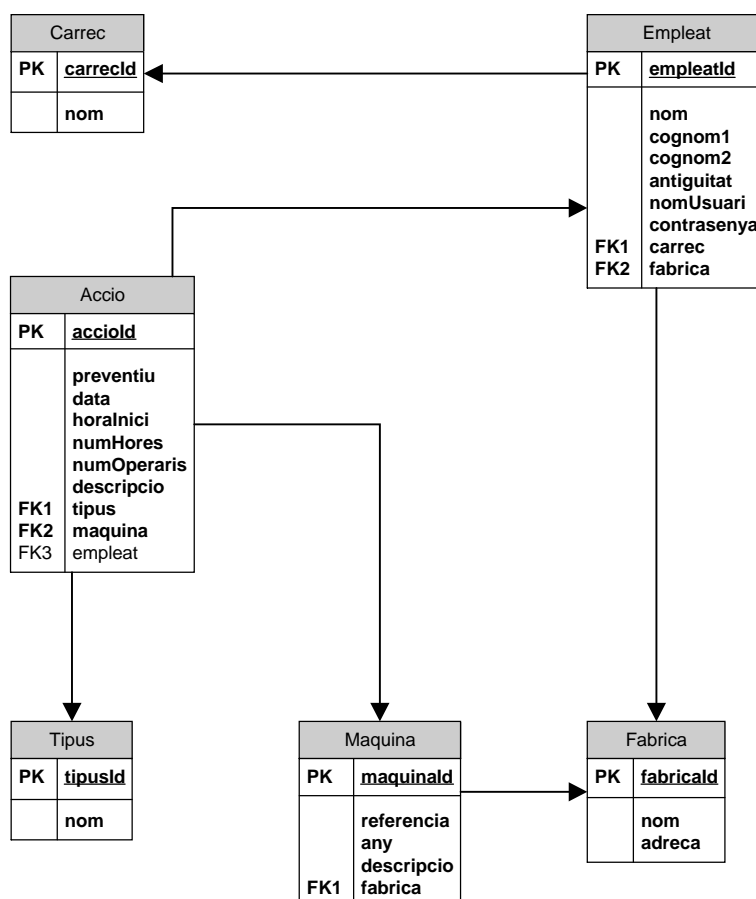 Carrec
PK carrecId
nom
Empleat
PK empleatId
nom
cognom1
cognom2
antiguitat
nomUsuari
contrasenya
FK1 carrec
FK2 fabrica
Accio
PK accioId
preventiu
data
horaInici
numHores
numOperaris
descripcio
FK1 tipus
FK2 maquina
FK3 empleat
Tipus
PK tipusId
nom
Maquina
PK maquinaId
referencia
any
descripcio
FK1 fabrica
Fabrica
PK fabricaId
nom
adreca